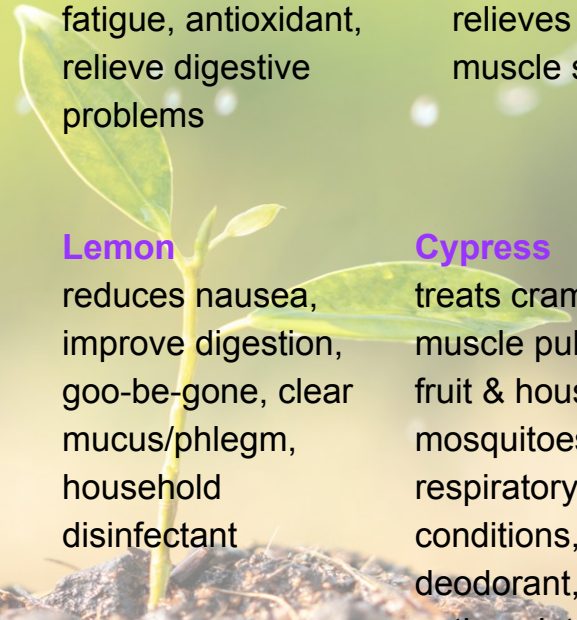 fatigue, antioxidant,
relieve digestive
problems
relieves
muscle
Lemon
reduces nausea,
improve digestion,
goo-be-gone, clear
mucus/phlegm,
household
disinfectant
Cypress
treats
muscle
fruit &
respiratory
conditions,
deodorant,